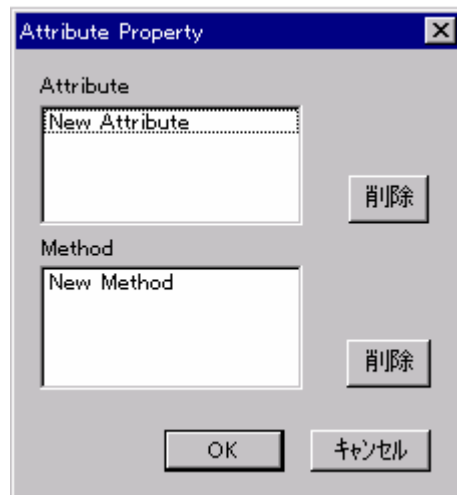 Attribute Property
Attribute
New Attribute
削除
Method
New Method
削除
OK
キャンセル